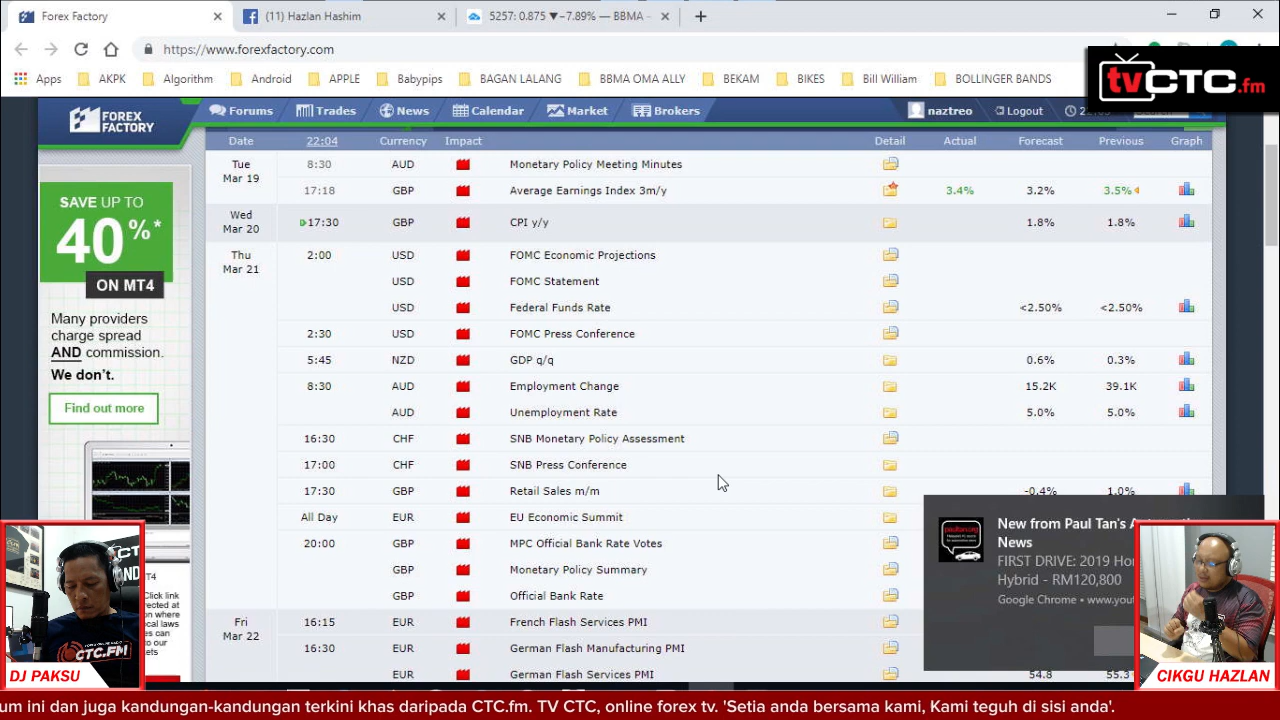 Forex Factory
(11) Hazlan Hashim
5257: 0.875 ▼−7.89% — BBMA
https://www.forexfactory.com
Apps AKPK Algorithm Android APPLE Babypips BAGAN LALANG BBMA OMA ALLY BEKAM BIKES Bill William BOLLINGER BANDS
tvCTC.fm
FOREX FACTORY
Forums Trades News Calendar Market Brokers naztreo Logout
Date 22:04 Currency Impact Detail Actual Forecast Previous Graph
Tue Mar 19 8:30 AUD Monetary Policy Meeting Minutes
17:18 GBP Average Earnings Index 3m/y 3.4% 3.2% 3.5%
Wed Mar 20 17:30 GBP CPI y/y 1.8% 1.8%
Thu Mar 21 2:00 USD FOMC Economic Projections
USD FOMC Statement
USD Federal Funds Rate <2.50% <2.50%
2:30 USD FOMC Press Conference
5:45 NZD GDP q/q 0.6% 0.3%
8:30 AUD Employment Change 15.2K 39.1K
AUD Unemployment Rate 5.0% 5.0%
16:30 CHF SNB Monetary Policy Assessment
17:00 CHF SNB Press Conference
17:30 GBP Retail Sales m/m -0.4% 1.0%
All Day EUR EU Economic Summit
20:00 GBP MPC Official Bank Rate Votes
GBP Monetary Policy Summary
GBP Official Bank Rate
Fri Mar 22 16:15 EUR French Flash Services PMI
16:30 EUR German Flash Manufacturing PMI
EUR German Flash Services PMI 54.8 55.3
SAVE UP TO
40%*
ON MT4
Many providers
charge spread
AND commission.
We don't.
Find out more
MT4
Click link
where
local laws
to our
New from Paul Tan's
News
FIRST DRIVE: 2019
Hybrid - RM120,800
Google Chrome • www.you
CTC.FM
DJ PAKSU
CIKGU HAZLAN
um ini dan juga kandungan-kandungan terkini khas daripada CTC.fm. TV CTC, online forex tv. 'Setia anda bersama kami, Kami teguh di sisi anda'.